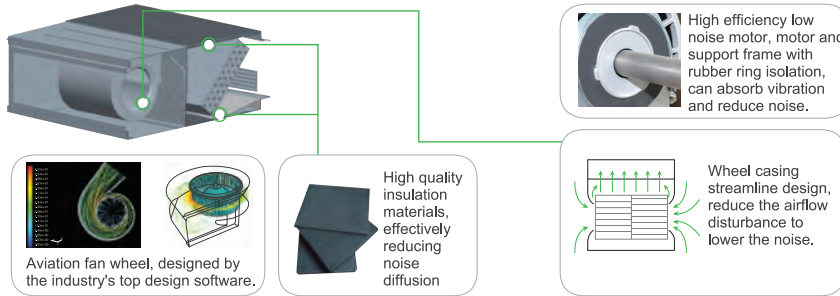 High efficiency low
noise motor, motor and
support frame with
rubber ring isolation,
can absorb vibration
and reduce noise.
Aviation fan wheel, designed by
the industry's top design software.
High quality
insulation
materials,
effectively
reducing
noise
diffusion
Wheel casing
streamline design,
reduce the airflow
disturbance to
lower the noise.